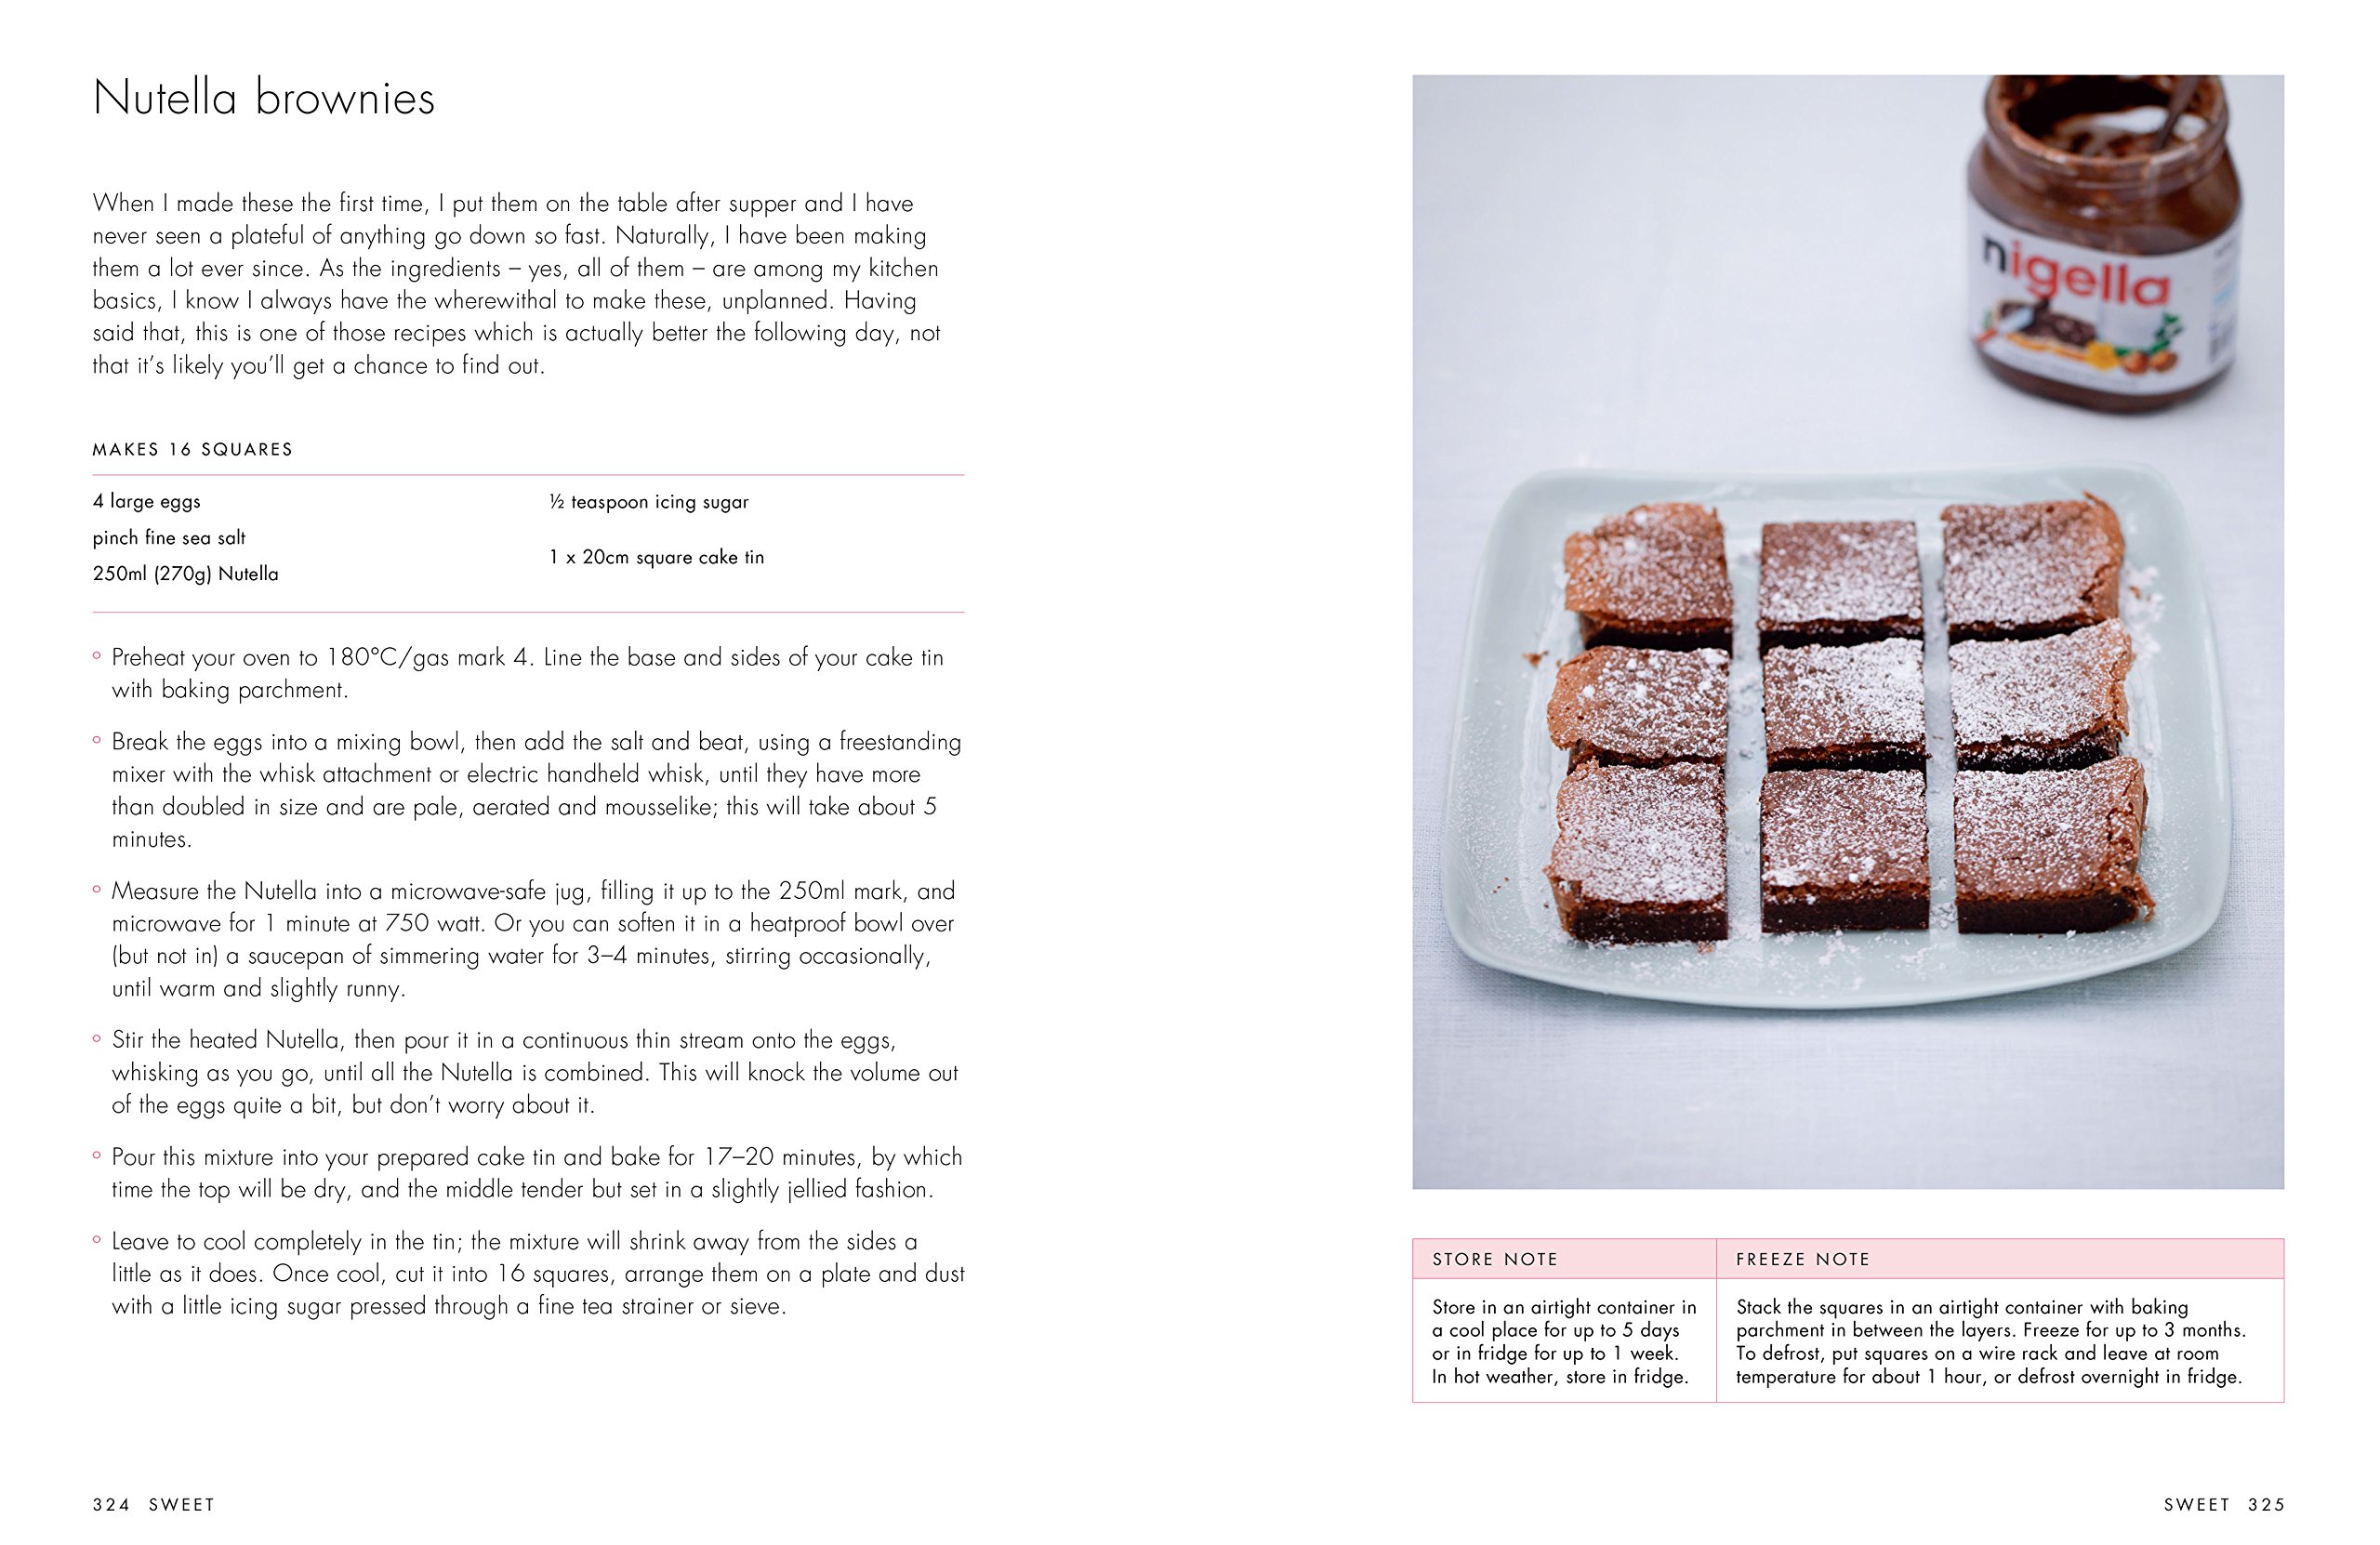 Nutella brownies
When I made these the first time, I put them on the table after supper and I have
never seen a plateful of anything go down so fast. Naturally, I have been making
them a lot ever since. As the ingredients – yes, all of them – are among my kitchen
basics, I know I always have the wherewithal to make these, unplanned. Having
said that, this is one of those recipes which is actually better the following day, not
that it's likely you'll get a chance to find out.
MAKES 16 SQUARES
4 large eggs
pinch fine sea salt
250ml (270g) Nutella
½ teaspoon icing sugar
1 x 20cm square cake tin
° Preheat your oven to 180°C/gas mark 4. Line the base and sides of your cake tin
with baking parchment.
° Break the eggs into a mixing bowl, then add the salt and beat, using a freestanding
mixer with the whisk attachment or electric handheld whisk, until they have more
than doubled in size and are pale, aerated and mousselike; this will take about 5
minutes.
° Measure the Nutella into a microwave-safe jug, filling it up to the 250ml mark, and
microwave for 1 minute at 750 watt. Or you can soften it in a heatproof bowl over
(but not in) a saucepan of simmering water for 3–4 minutes, stirring occasionally,
until warm and slightly runny.
° Stir the heated Nutella, then pour it in a continuous thin stream onto the eggs,
whisking as you go, until all the Nutella is combined. This will knock the volume out
of the eggs quite a bit, but don't worry about it.
° Pour this mixture into your prepared cake tin and bake for 17–20 minutes, by which
time the top will be dry, and the middle tender but set in a slightly jellied fashion.
° Leave to cool completely in the tin; the mixture will shrink away from the sides a
little as it does. Once cool, cut it into 16 squares, arrange them on a plate and dust
with a little icing sugar pressed through a fine tea strainer or sieve.
324 SWEET
nigella
STORE NOTE
Store in an airtight container in
a cool place for up to 5 days
or in fridge for up to 1 week.
In hot weather, store in fridge.
FREEZE NOTE
Stack the squares in an airtight container with baking
parchment in between the layers. Freeze for up to 3 months.
To defrost, put squares on a wire rack and leave at room
temperature for about 1 hour, or defrost overnight in fridge.
SWEET 325